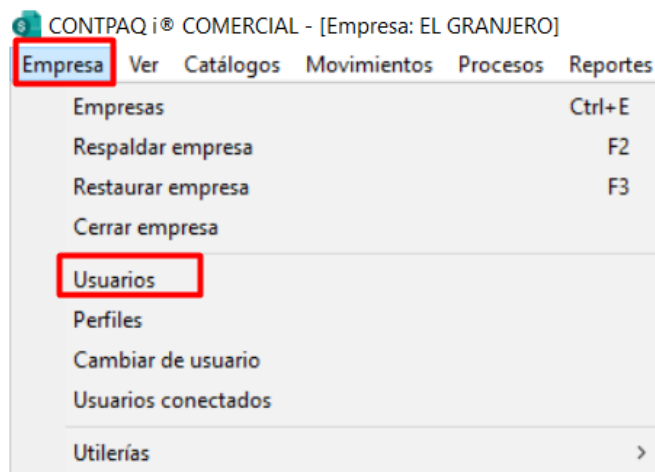 CONTPAQ i® COMERCIAL - [Empresa: EL GRANJERO]
Empresa Ver Catálogos Movimientos Procesos Reportes
Empresas Ctrl+E
Respaldar empresa F2
Restaurar empresa F3
Cerrar empresa
Usuarios
Perfiles
Cambiar de usuario
Usuarios conectados
Utilerías